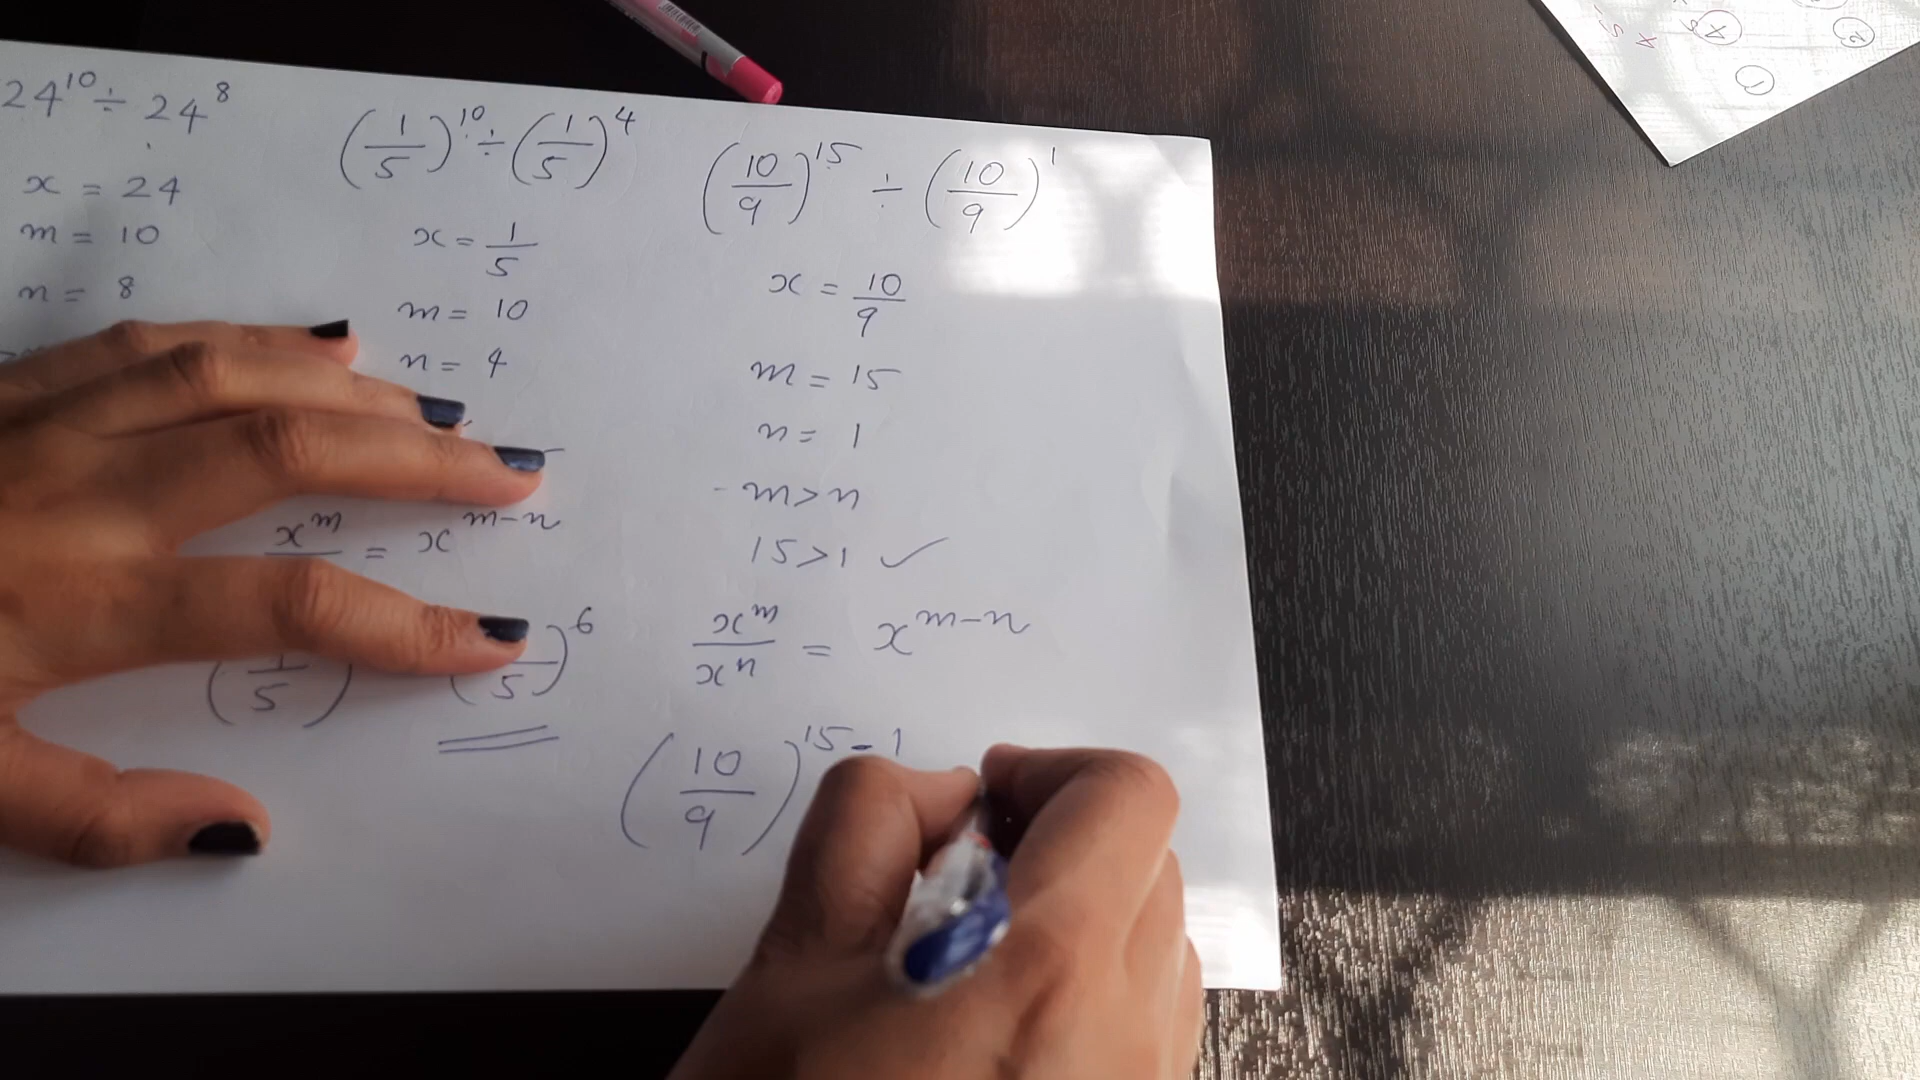 24^10 ÷ 24^8
x = 24
m = 10
n = 8
(1/5)^10 ÷ (1/5)^4
x = 1/5
m = 10
n = 4
x^m = x^m-n
(1/5) (/5)^6
(10/9)^15 ÷ (10/9)^1
x = 10/9
m = 15
n = 1
- m > n
15 > 1 ✓
x^m/x^n = x^m-n
(10/9)^15-1